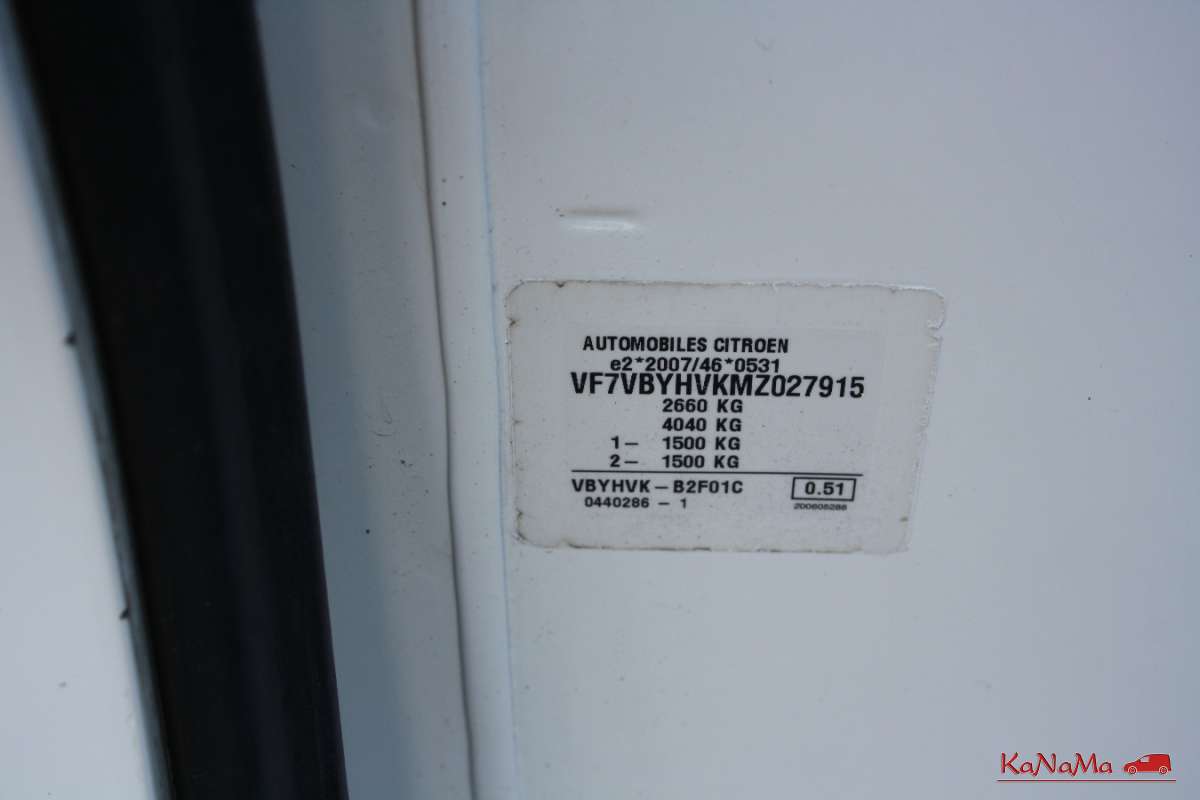 AUTOMOBILES CITROEN
e2*2007/46*0531
VF7VBYHVKMZ027915
2660 KG
4040 KG
1- 1500 KG
2- 1500 KG
VBYHVK-B2F01C 0.51
0440286 - 1
KaNaMa